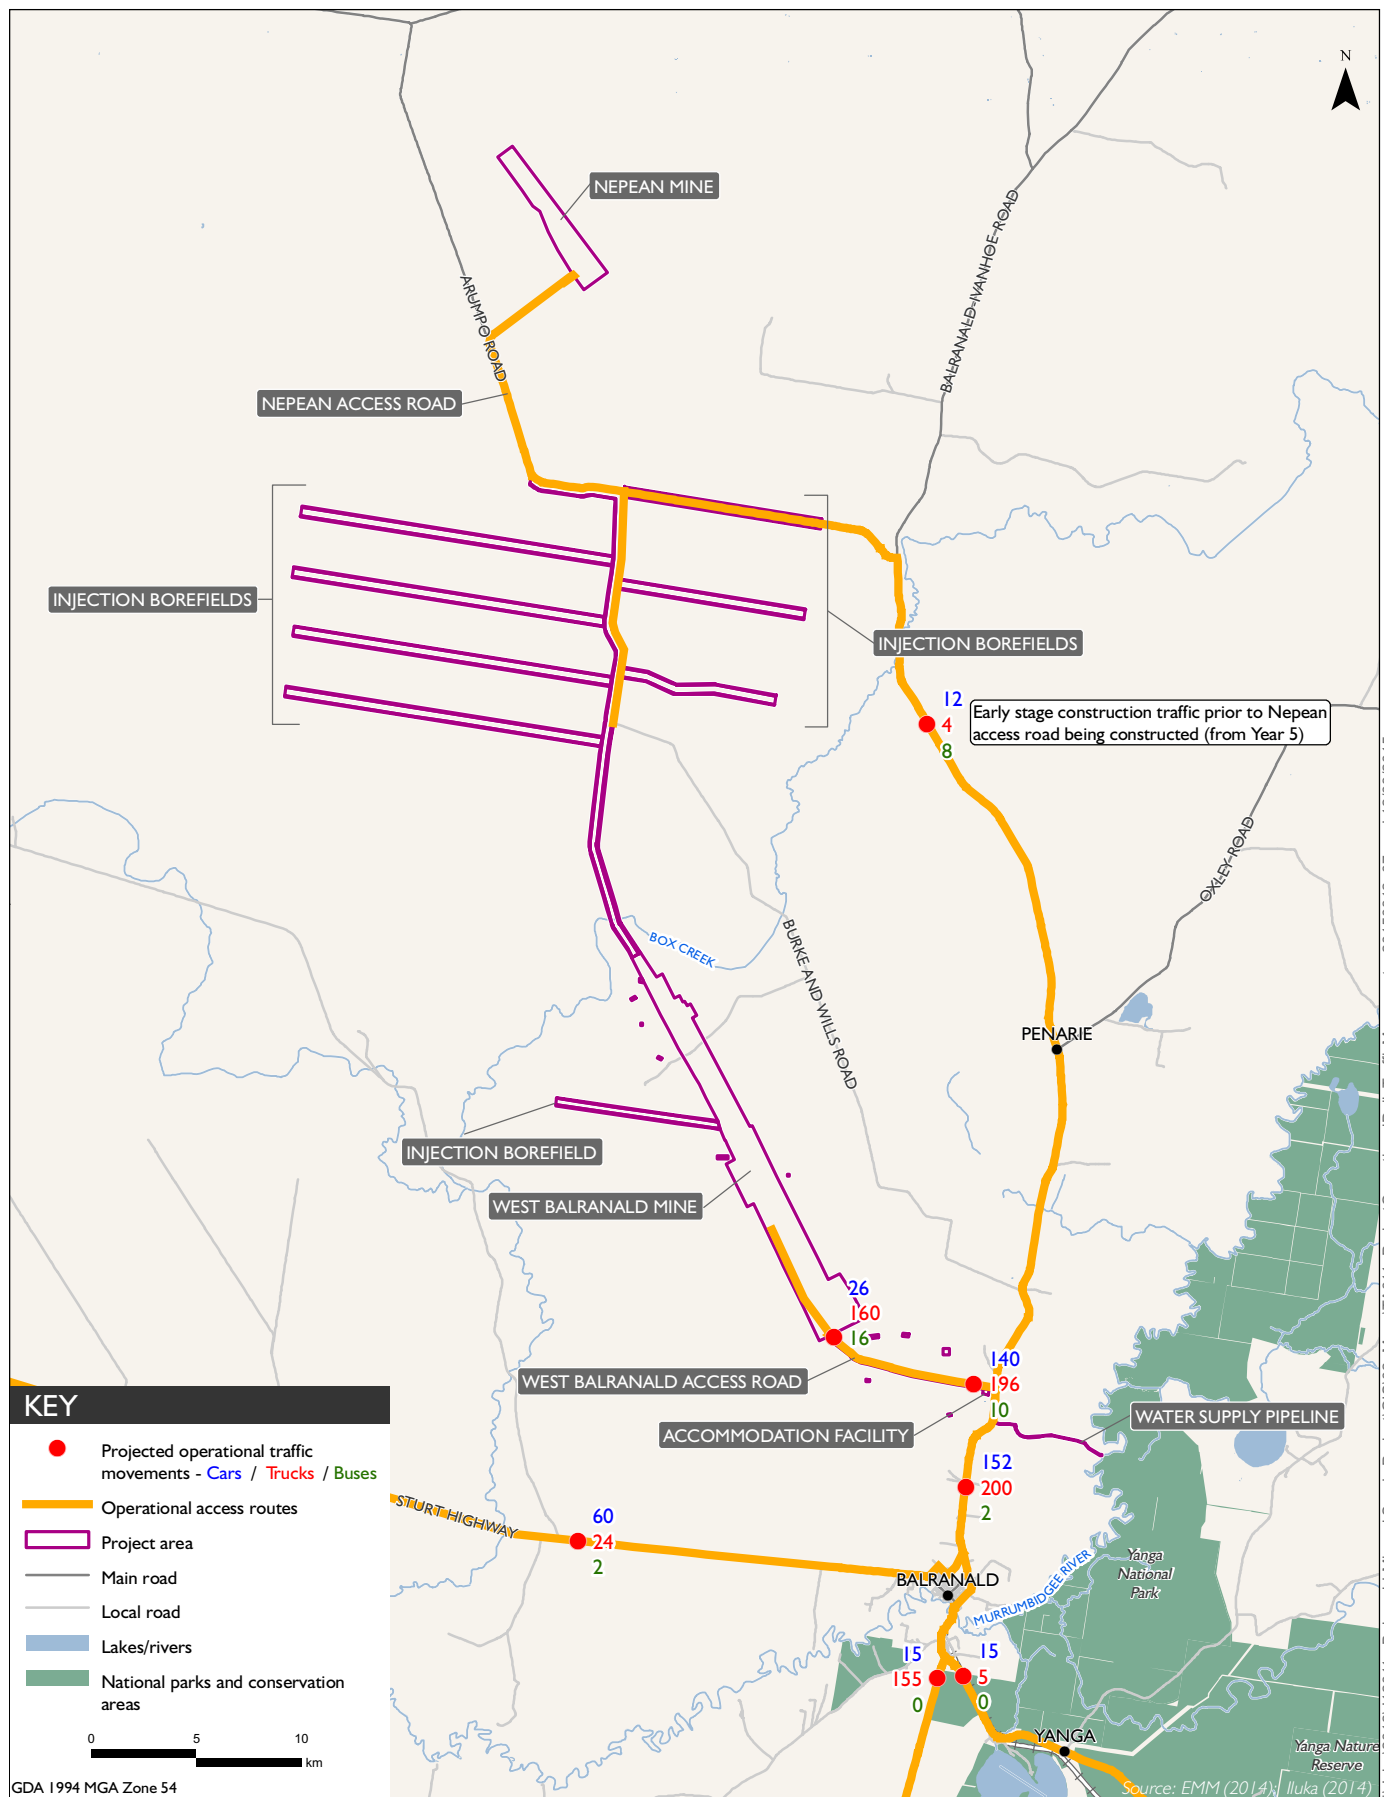 N
NEPEAN MINE
ARUMPO ROAD
BALRANALD-IVANHOE ROAD
NEPEAN ACCESS ROAD
INJECTION BOREFIELDS
INJECTION BOREFIELDS
12
4
8
Early stage construction traffic prior to Nepean
access road being constructed (from Year 5)
OXLEY ROAD
BOX CREEK
BURKE AND WILLS ROAD
PENARIE
INJECTION BOREFIELD
WEST BALRANALD MINE
26
160
16
140
196
10
WEST BALRANALD ACCESS ROAD
ACCOMMODATION FACILITY
WATER SUPPLY PIPELINE
152
200
2
STURT HIGHWAY
60
24
2
BALRANALD
MURRUMBIDGEE RIVER
Yanga
National
Park
15
155
0
15
5
0
YANGA
Yanga Nature
Reserve
KEY
Projected operational traffic
movements - Cars / Trucks / Buses
Operational access routes
Project area
Main road
Local road
Lakes/rivers
National parks and conservation
areas
0 5 10
km
GDA 1994 MGA Zone 54
Source: EMM (2014); Iluka (2014)